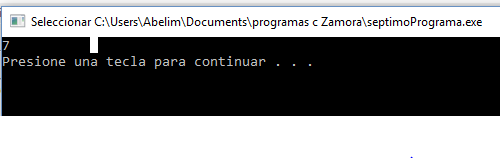 Seleccionar C:\Users\Abelim\Documents\programas c Zamora\septimoPrograma.exe
7
Presione una tecla para continuar . . .